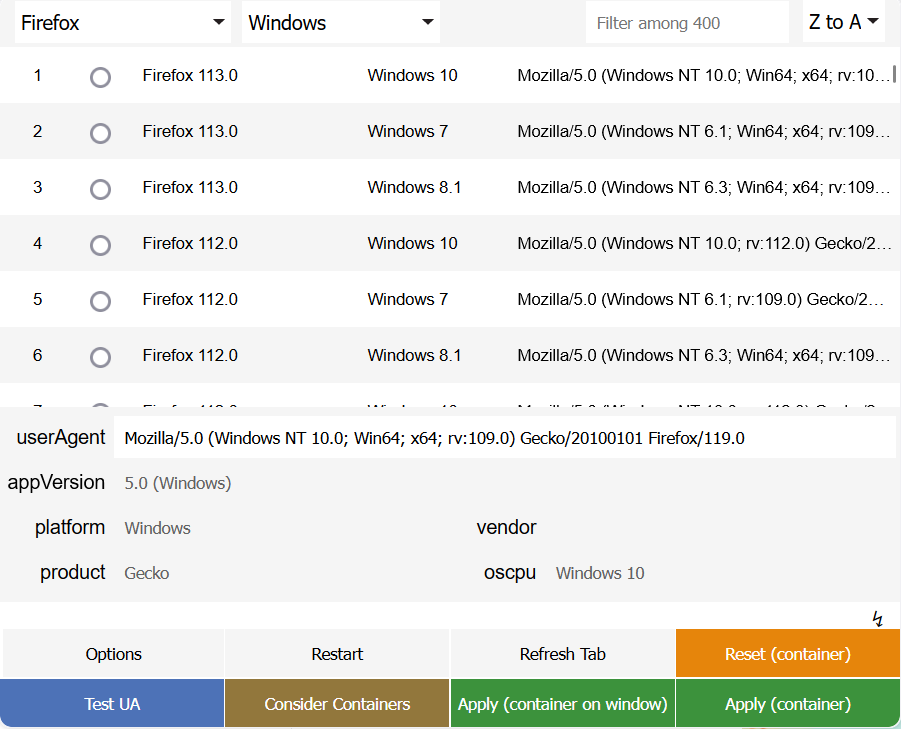 Firefox Windows Filter among 400 Z to A
1 Firefox 113.0 Windows 10 Mozilla/5.0 (Windows NT 10.0; Win64; x64; rv:10…
2 Firefox 113.0 Windows 7 Mozilla/5.0 (Windows NT 6.1; Win64; x64; rv:109…
3 Firefox 113.0 Windows 8.1 Mozilla/5.0 (Windows NT 6.3; Win64; x64; rv:109…
4 Firefox 112.0 Windows 10 Mozilla/5.0 (Windows NT 10.0; rv:112.0) Gecko/2…
5 Firefox 112.0 Windows 7 Mozilla/5.0 (Windows NT 6.1; rv:109.0) Gecko/2…
6 Firefox 112.0 Windows 8.1 Mozilla/5.0 (Windows NT 6.3; Win64; x64; rv:109…
userAgent Mozilla/5.0 (Windows NT 10.0; Win64; x64; rv:109.0) Gecko/20100101 Firefox/119.0
appVersion 5.0 (Windows)
platform Windows vendor
product Gecko oscpu Windows 10
Options Restart Refresh Tab Reset (container)
Test UA Consider Containers Apply (container on window) Apply (container)